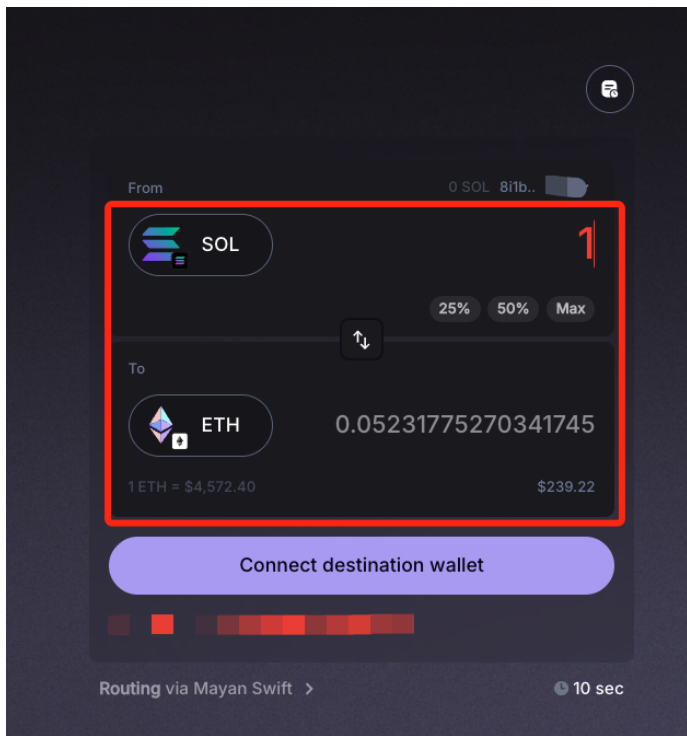 From 0 SOL 8i1b..
SOL 1
25% 50% Max
To
ETH 0.05231775270341745
1 ETH = $4,572.40 $239.22
Connect destination wallet
Routing via Mayan Swift >
10 sec